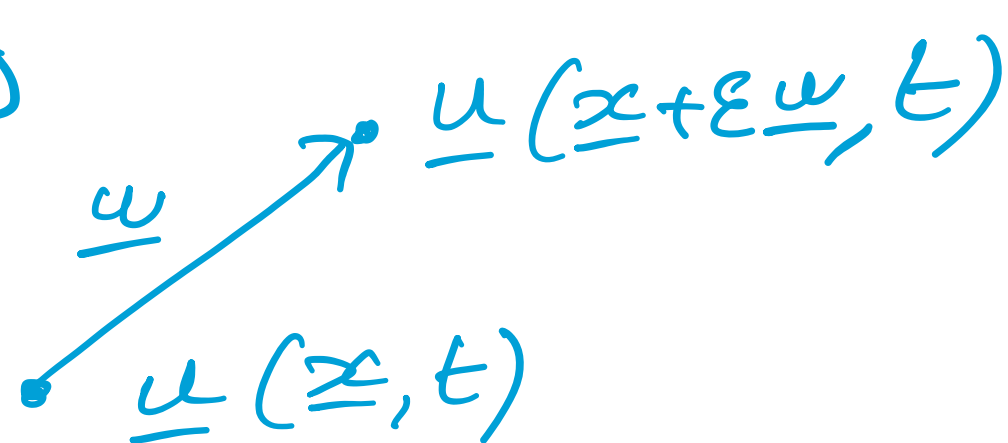 )
u (x + εw, t)
w
u (x, t)